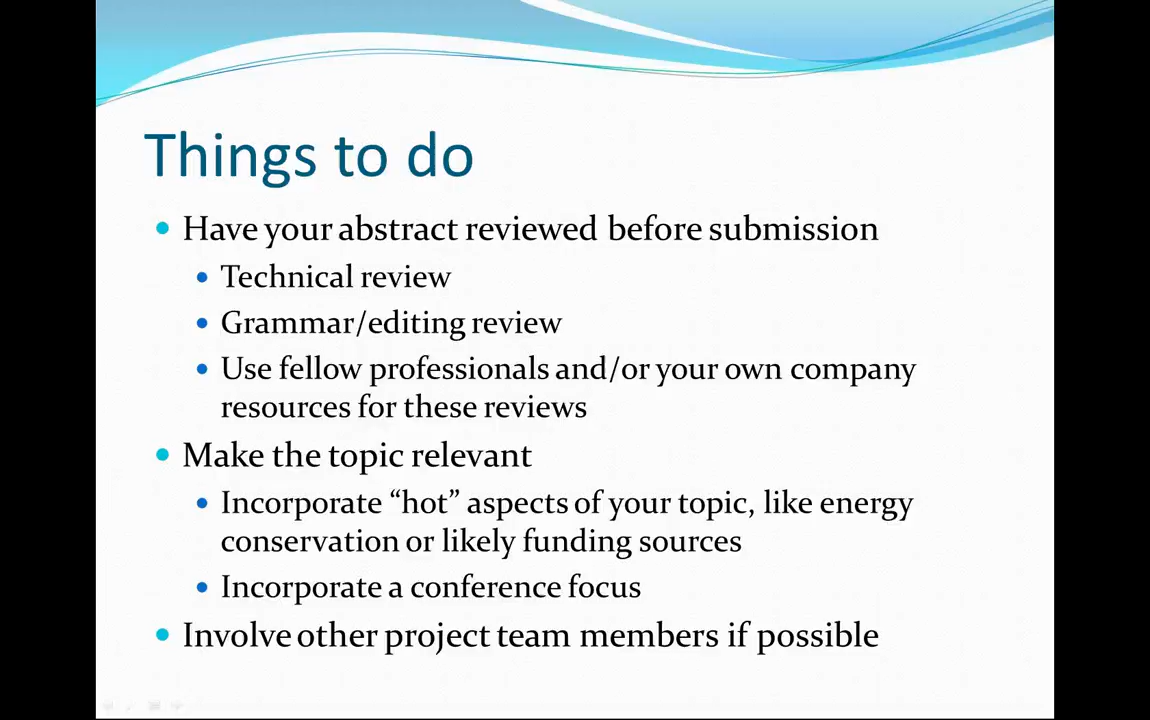 Things to do
Have your abstract reviewed before submission
Technical review
Grammar/editing review
Use fellow professionals and/or your own company
resources for these reviews
Make the topic relevant
Incorporate “hot” aspects of your topic, like energy
conservation or likely funding sources
Incorporate a conference focus
Involve other project team members if possible